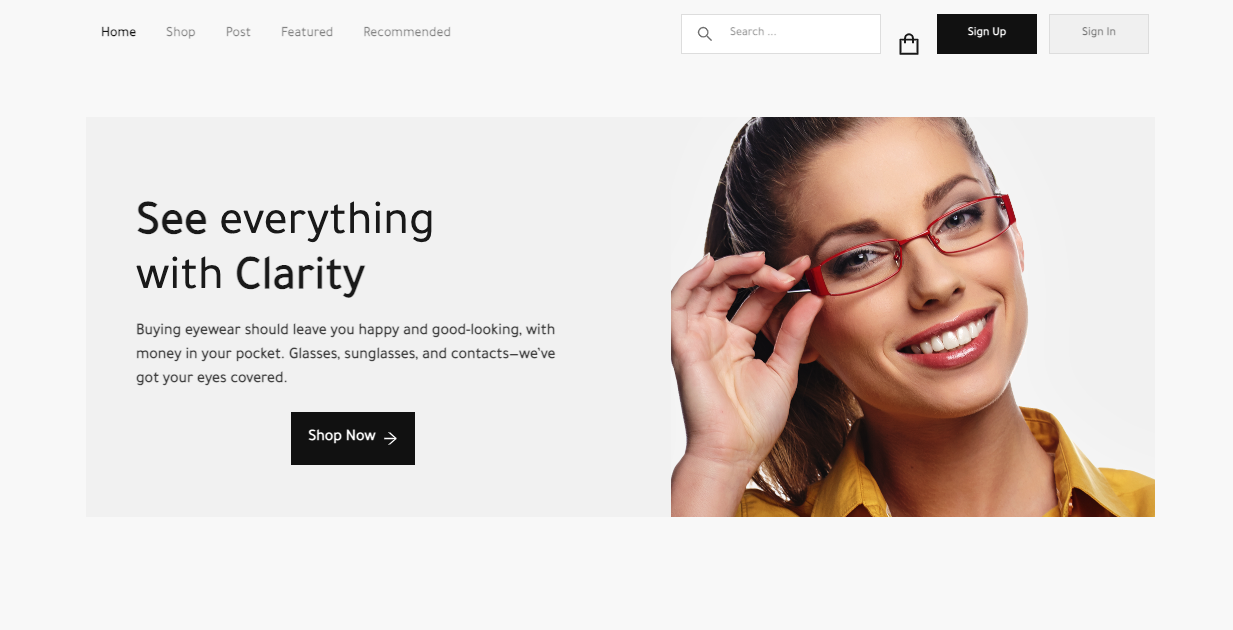 Home Shop Post Featured Recommended Search ... Sign Up Sign In
See everything
with Clarity
Buying eyewear should leave you happy and good-looking, with
money in your pocket. Glasses, sunglasses, and contacts—we've
got your eyes covered.
Shop Now